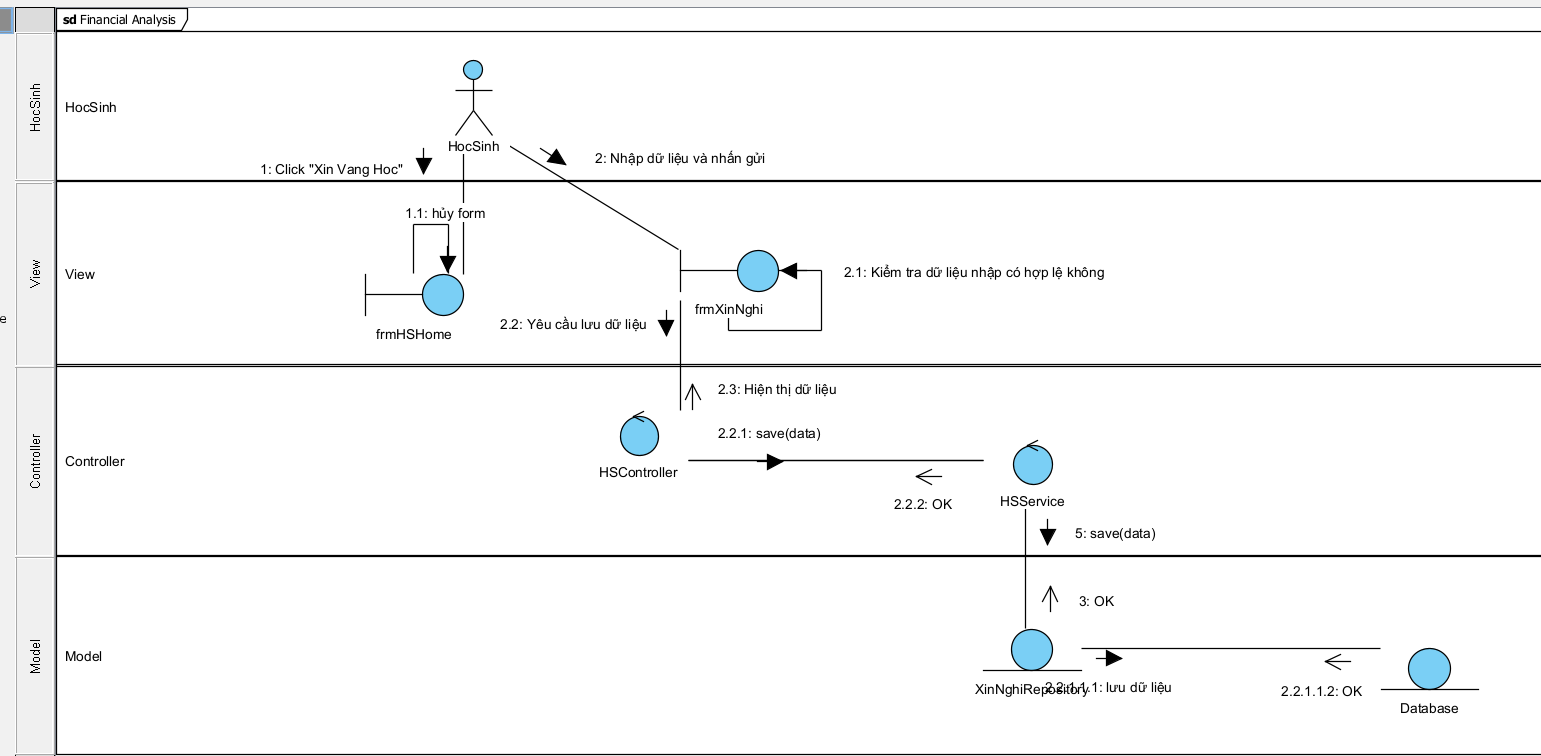 sd Financial Analysis
HocSinh
HocSinh
HocSinh
1: Click "Xin Vang Hoc"
2: Nhập dữ liệu và nhấn gửi
View
View
1.1: hủy form
frmHSHome
frmXinNghi
2.1: Kiểm tra dữ liệu nhập có hợp lệ không
2.2: Yêu cầu lưu dữ liệu
e
Controller
Controller
2.3: Hiện thị dữ liệu
HSController
2.2.1: save(data)
2.2.2: OK
HSService
5: save(data)
Model
Model
3: OK
XinNghiRepository
2.2.1.1.1: lưu dữ liệu
2.2.1.1.2: OK
Database